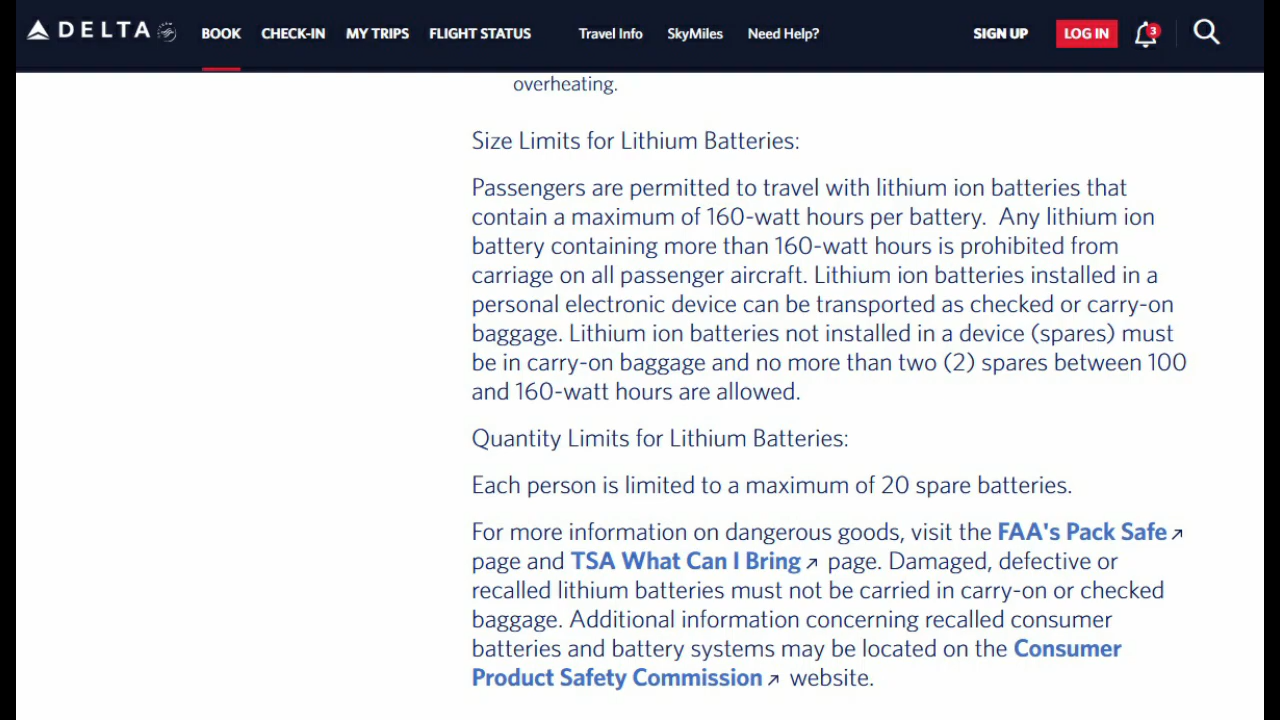 DELTA BOOK CHECK-IN MY TRIPS FLIGHT STATUS Travel Info SkyMiles Need Help? SIGN UP LOG IN 3
overheating.
Size Limits for Lithium Batteries:
Passengers are permitted to travel with lithium ion batteries that
contain a maximum of 160-watt hours per battery. Any lithium ion
battery containing more than 160-watt hours is prohibited from
carriage on all passenger aircraft. Lithium ion batteries installed in a
personal electronic device can be transported as checked or carry-on
baggage. Lithium ion batteries not installed in a device (spares) must
be in carry-on baggage and no more than two (2) spares between 100
and 160-watt hours are allowed.
Quantity Limits for Lithium Batteries:
Each person is limited to a maximum of 20 spare batteries.
For more information on dangerous goods, visit the FAA's Pack Safe
page and TSA What Can I Bring page. Damaged, defective or
recalled lithium batteries must not be carried in carry-on or checked
baggage. Additional information concerning recalled consumer
batteries and battery systems may be located on the Consumer
Product Safety Commission website.